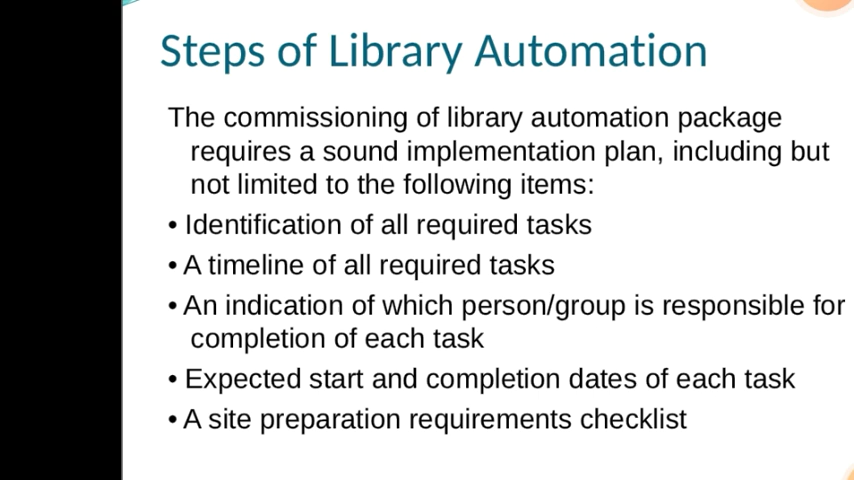 Steps of Library Automation
The commissioning of library automation package
requires a sound implementation plan, including but
not limited to the following items:
• Identification of all required tasks
• A timeline of all required tasks
• An indication of which person/group is responsible for
completion of each task
• Expected start and completion dates of each task
• A site preparation requirements checklist